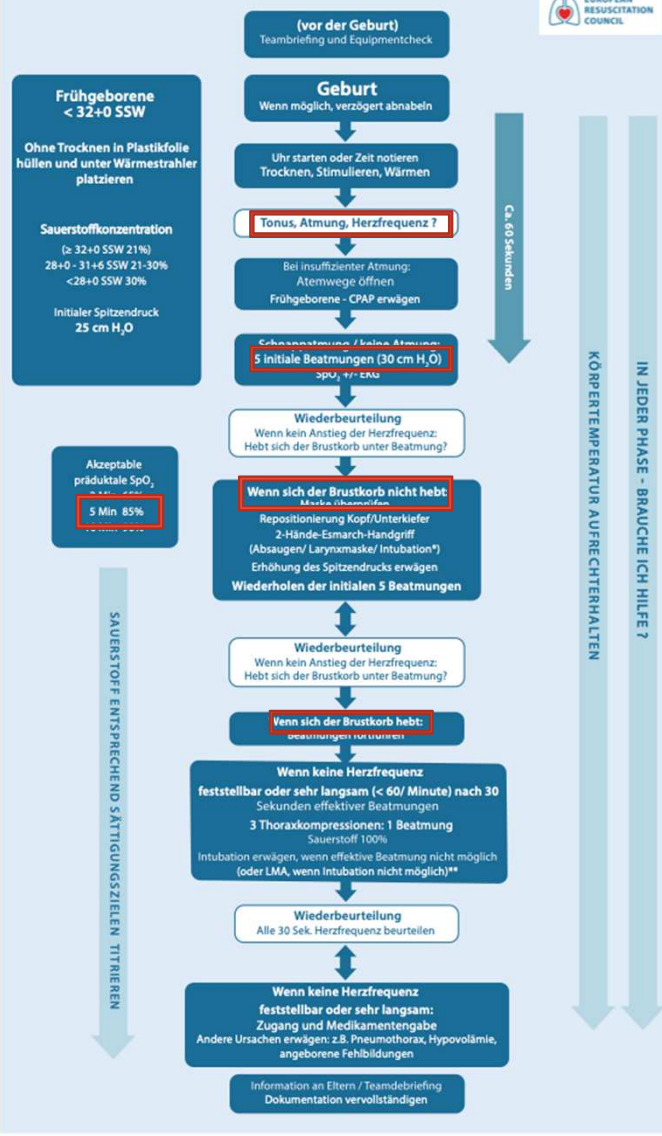 EUROPEAN
RESUSCITATION
COUNCIL
(vor der Geburt)
Teambriefing und Equipmentcheck
Geburt
Wenn möglich, verzögert abnabeln
Uhr starten oder Zeit notieren
Trocknen, Stimulieren, Wärmen
Tonus, Atmung, Herzfrequenz ?
Bei insuffizienter Atmung:
Atemwege öffnen
Frühgeborene - CPAP erwägen
Schnappatmung / keine Atmung:
5 initiale Beatmungen (30 cm H₂O)
SpO₂ +/- EKG
Wiederbeurteilung
Wenn kein Anstieg der Herzfrequenz:
Hebt sich der Brustkorb unter Beatmung?
Wenn sich der Brustkorb nicht hebt:
Maske überprüfen
Repositionierung Kopf/Unterkiefer
2-Hände-Esmarch-Handgriff
(Absaugen/ Larynxmaske/ Intubation*)
Erhöhung des Spitzendrucks erwägen
Wiederholen der initialen 5 Beatmungen
Wiederbeurteilung
Wenn kein Anstieg der Herzfrequenz:
Hebt sich der Brustkorb unter Beatmung?
Wenn sich der Brustkorb hebt:
Beatmungen fortführen
Wenn keine Herzfrequenz
feststellbar oder sehr langsam (< 60/ Minute) nach 30
Sekunden effektiver Beatmungen
3 Thoraxkompressionen: 1 Beatmung
Sauerstoff 100%
Intubation erwägen, wenn effektive Beatmung nicht möglich
(oder LMA, wenn Intubation nicht möglich)**
Wiederbeurteilung
Alle 30 Sek. Herzfrequenz beurteilen
Wenn keine Herzfrequenz
feststellbar oder sehr langsam:
Zugang und Medikamentengabe
Andere Ursachen erwägen: z.B. Pneumothorax, Hypovolämie,
angeborene Fehlbildungen
Information an Eltern / Teamdebriefing
Dokumentation vervollständigen
Frühgeborene
< 32+0 SSW
Ohne Trocknen in Plastikfolie
hüllen und unter Wärmestrahler
platzieren
Sauerstoffkonzentration
(≥ 32+0 SSW 21%)
28+0 - 31+6 SSW 21-30%
<28+0 SSW 30%
Initialer Spitzendruck
25 cm H₂O
Akzeptable
präduktale SpO₂
5 Min 85%
SAUERSTOFF ENTSPRECHEND SÄTTIGUNGSZIELEN TITRIEREN
Ca. 60 Sekunden
KÖRPERTEMPERATUR AUFRECHTERHALTEN
IN JEDER PHASE - BRAUCHE ICH HILFE ?